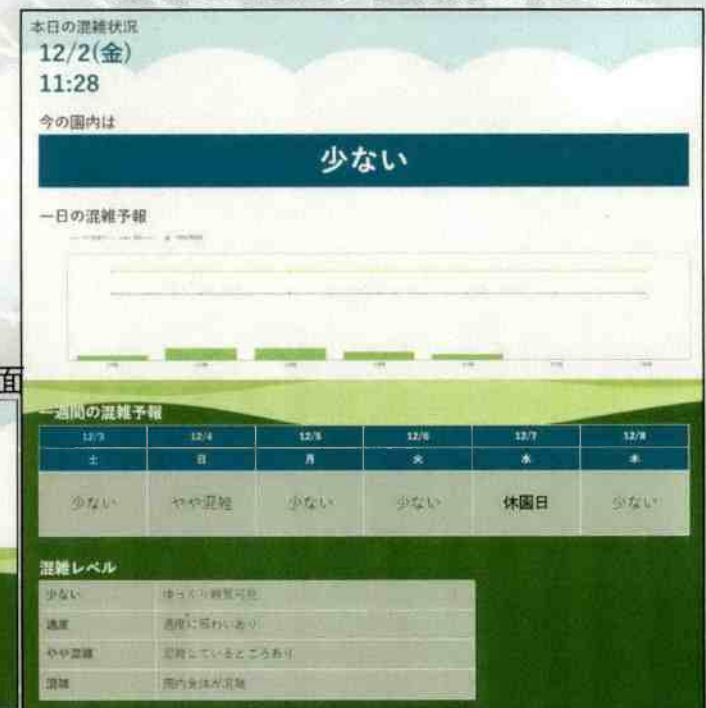 本日の混雑状況
12/2(金)
11:28
今の園内は
少ない
一日の混雑予報
面
一週間の混雑予報
12/3 12/4 12/5 12/6 12/7 12/8
土 日 月 火 水 木
少ない やや混雑 少ない 少ない 休園日 少ない
混雑レベル
少ない ゆっくり観覧可能
適度 適度に賑わいあり
やや混雑 混雑しているところあり
混雑 園内全体が混雑